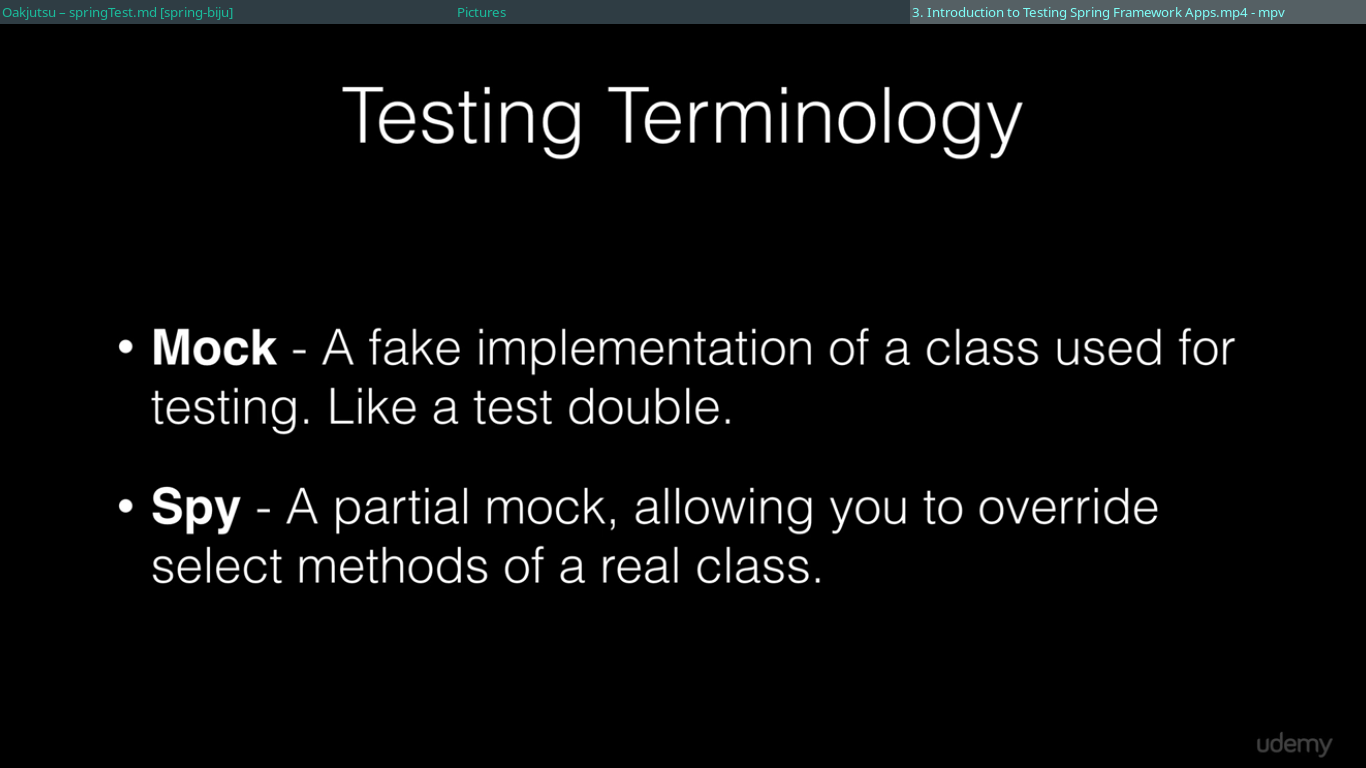 Oakjutsu – springTest.md [spring-biju]
Pictures
3. Introduction to Testing Spring Framework Apps.mp4 - mpv
Testing Terminology
• Mock - A fake implementation of a class used for
testing. Like a test double.
• Spy - A partial mock, allowing you to override
select methods of a real class.
udemy